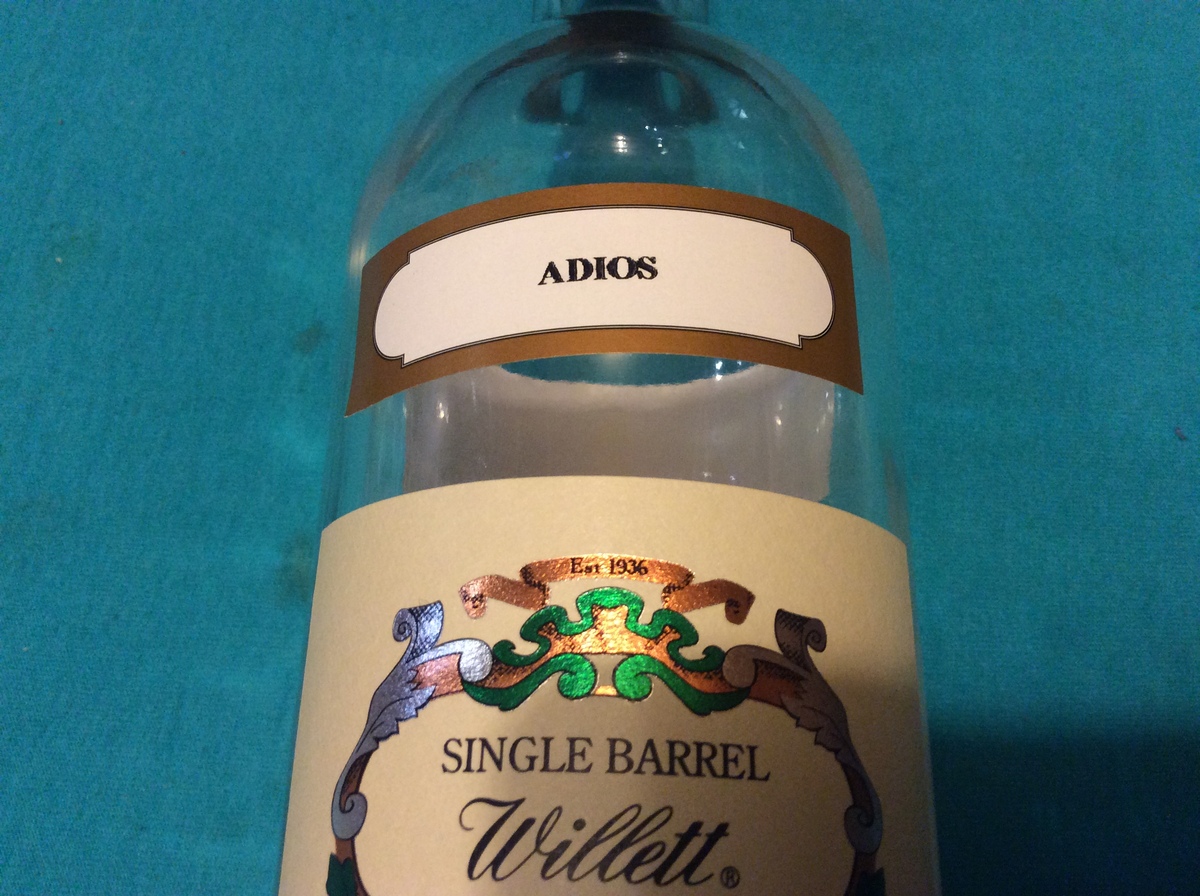 ADIOS
Est 1936
SINGLE BARREL
Willett®